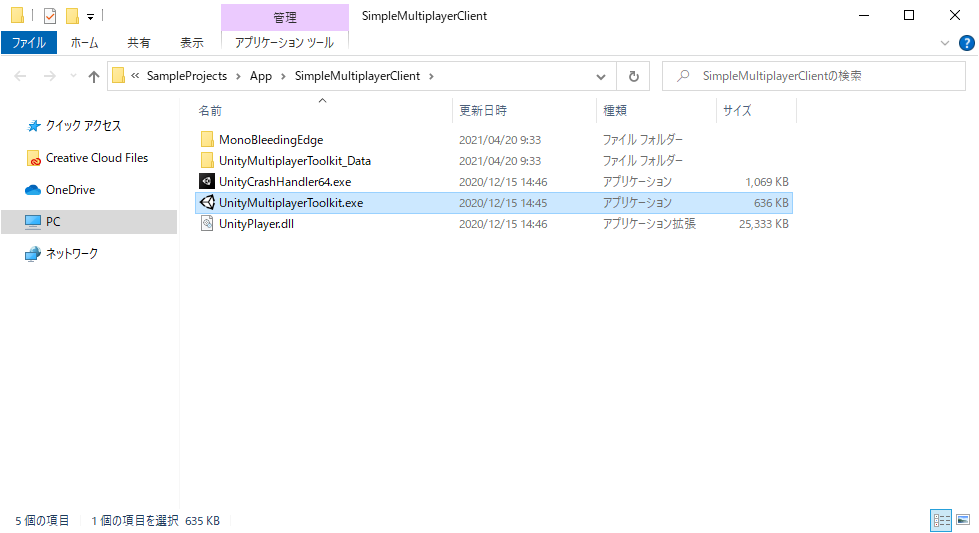 管理
SimpleMultiplayerClient
ファイル ホーム 共有 表示 アプリケーション ツール
« SampleProjects › App › SimpleMultiplayerClient ›
SimpleMultiplayerClientの検索
名前 更新日時 種類 サイズ
クイック アクセス
Creative Cloud Files
OneDrive
PC
ネットワーク
MonoBleedingEdge 2021/04/20 9:33 ファイル フォルダー
UnityMultiplayerToolkit_Data 2021/04/20 9:33 ファイル フォルダー
UnityCrashHandler64.exe 2020/12/15 14:46 アプリケーション 1,069 KB
UnityMultiplayerToolkit.exe 2020/12/15 14:45 アプリケーション 636 KB
UnityPlayer.dll 2020/12/15 14:46 アプリケーション拡張 25,333 KB
5 個の項目 1 個の項目を選択 635 KB